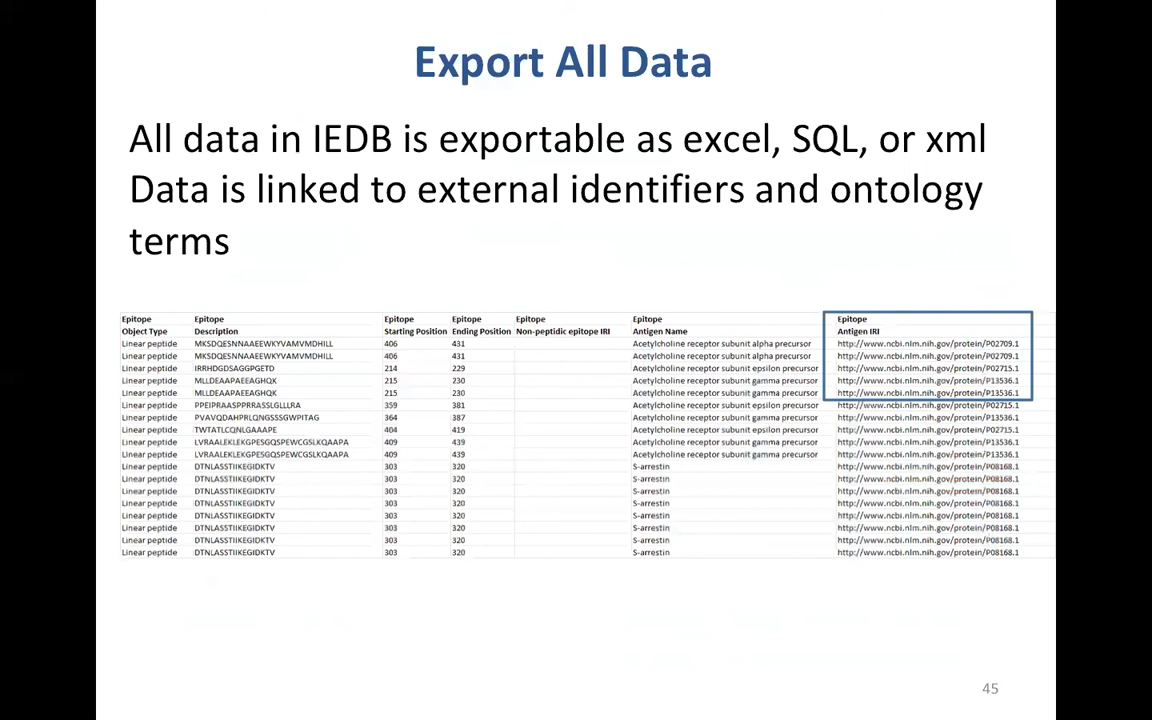 Export All Data
All data in IEDB is exportable as excel, SQL, or xml
Data is linked to external identifiers and ontology
terms
Epitope Epitope Epitope Epitope Epitope Epitope Epitope
Object Type Description Starting Position Ending Position Non-peptidic epitope IRI Antigen Name Antigen IRI
Linear peptide MKSDQESNNAAEEWKYVAMVMDHILL 406 431 Acetylcholine receptor subunit alpha precursor http://www.ncbi.nlm.nih.gov/protein/P02709.1
Linear peptide MKSDQESNNAAEEWKYVAMVMDHILL 406 431 Acetylcholine receptor subunit alpha precursor http://www.ncbi.nlm.nih.gov/protein/P02709.1
Linear peptide IRRHDGDSAGGPGETD 214 229 Acetylcholine receptor subunit epsilon precursor http://www.ncbi.nlm.nih.gov/protein/P02715.1
Linear peptide MLLDEAAPAEEAGHQK 215 230 Acetylcholine receptor subunit gamma precursor http://www.ncbi.nlm.nih.gov/protein/P13536.1
Linear peptide MLLDEAAPAEEAGHQK 215 230 Acetylcholine receptor subunit gamma precursor http://www.ncbi.nlm.nih.gov/protein/P13536.1
Linear peptide PPEIPRAASPPRRASSLGLLLRA 359 381 Acetylcholine receptor subunit epsilon precursor http://www.ncbi.nlm.nih.gov/protein/P02715.1
Linear peptide PVAVQDAHPRLQNGSSSGWPITAG 364 387 Acetylcholine receptor subunit gamma precursor http://www.ncbi.nlm.nih.gov/protein/P13536.1
Linear peptide TWTATLCQNLGAAAPE 404 419 Acetylcholine receptor subunit epsilon precursor http://www.ncbi.nlm.nih.gov/protein/P02715.1
Linear peptide LVRAALEKLEKGPESGQSPEWCGSLKQAAPA 409 439 Acetylcholine receptor subunit gamma precursor http://www.ncbi.nlm.nih.gov/protein/P13536.1
Linear peptide LVRAALEKLEKGPESGQSPEWCGSLKQAAPA 409 439 Acetylcholine receptor subunit gamma precursor http://www.ncbi.nlm.nih.gov/protein/P13536.1
Linear peptide DTNLASSTIIKEGIDKTV 303 320 S-arrestin http://www.ncbi.nlm.nih.gov/protein/P08168.1
Linear peptide DTNLASSTIIKEGIDKTV 303 320 S-arrestin http://www.ncbi.nlm.nih.gov/protein/P08168.1
Linear peptide DTNLASSTIIKEGIDKTV 303 320 S-arrestin http://www.ncbi.nlm.nih.gov/protein/P08168.1
Linear peptide DTNLASSTIIKEGIDKTV 303 320 S-arrestin http://www.ncbi.nlm.nih.gov/protein/P08168.1
Linear peptide DTNLASSTIIKEGIDKTV 303 320 S-arrestin http://www.ncbi.nlm.nih.gov/protein/P08168.1
Linear peptide DTNLASSTIIKEGIDKTV 303 320 S-arrestin http://www.ncbi.nlm.nih.gov/protein/P08168.1
Linear peptide DTNLASSTIIKEGIDKTV 303 320 S-arrestin http://www.ncbi.nlm.nih.gov/protein/P08168.1
45